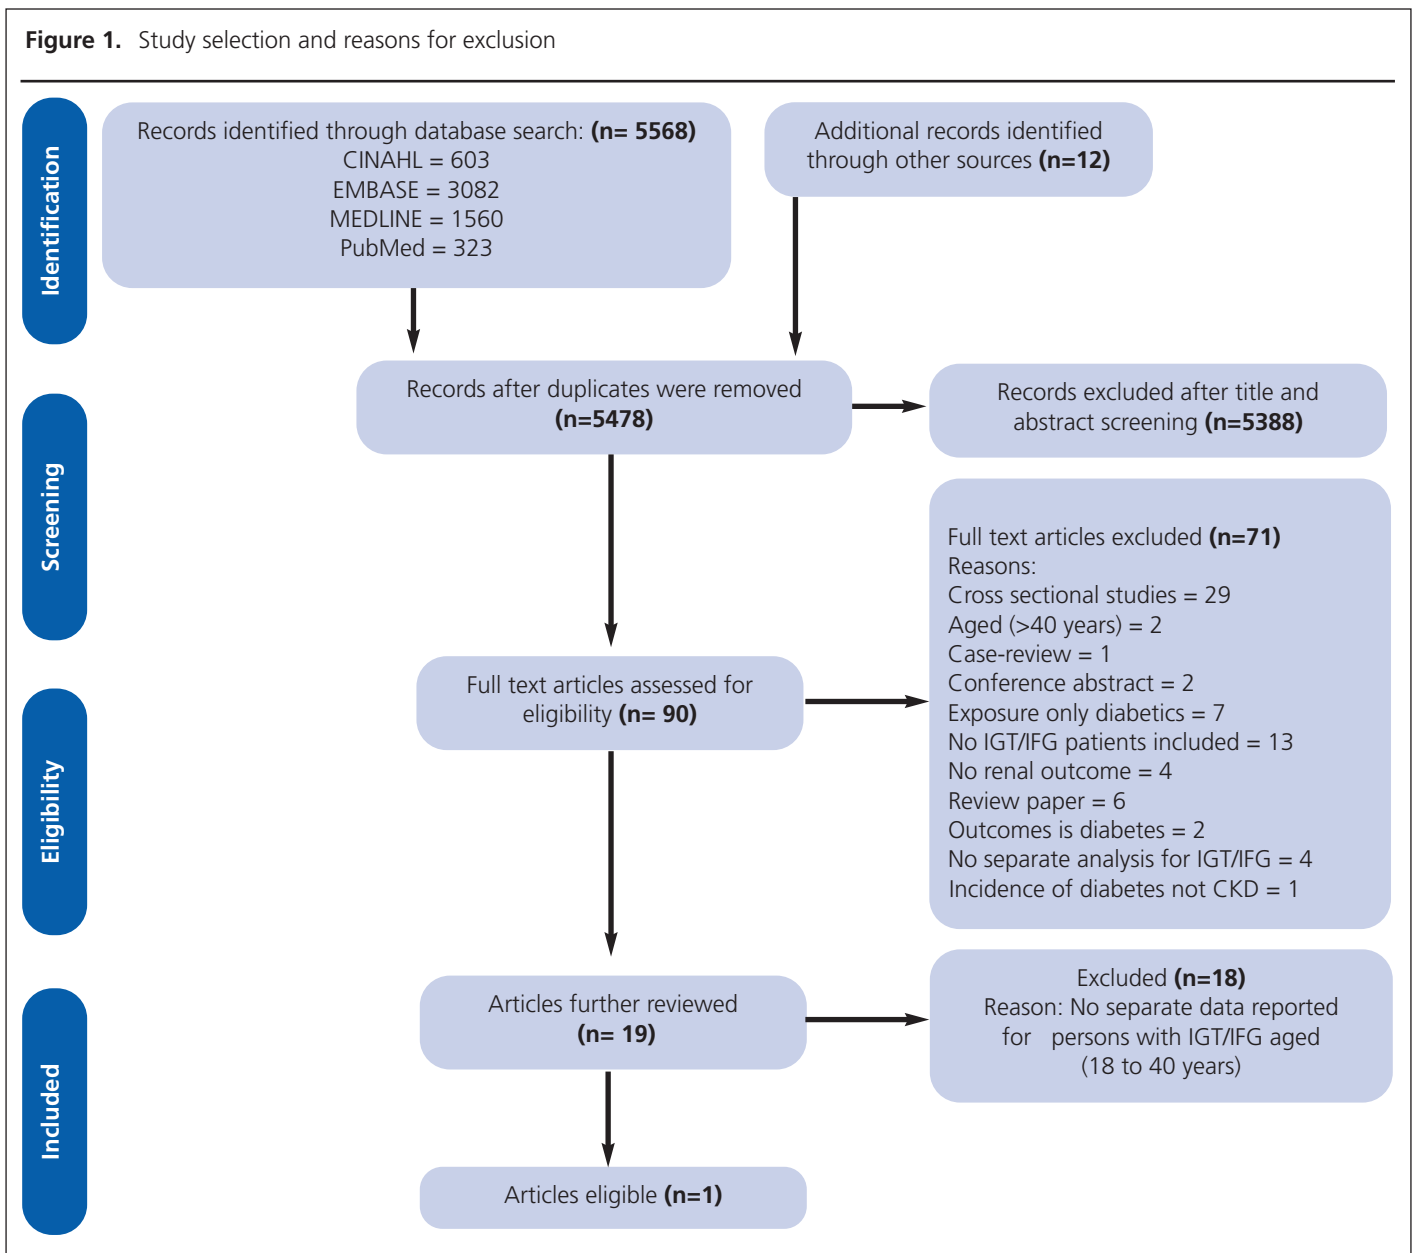 Figure 1. Study selection and reasons for exclusion
Identification
Records identified through database search: (n= 5568)
CINAHL = 603
EMBASE = 3082
MEDLINE = 1560
PubMed = 323
Additional records identified
through other sources (n=12)
Screening
Records after duplicates were removed
(n=5478)
Records excluded after title and
abstract screening (n=5388)
Eligibility
Full text articles assessed for
eligibility (n= 90)
Full text articles excluded (n=71)
Reasons:
Cross sectional studies = 29
Aged (>40 years) = 2
Case-review = 1
Conference abstract = 2
Exposure only diabetics = 7
No IGT/IFG patients included = 13
No renal outcome = 4
Review paper = 6
Outcomes is diabetes = 2
No separate analysis for IGT/IFG = 4
Incidence of diabetes not CKD = 1
Included
Articles further reviewed
(n= 19)
Excluded (n=18)
Reason: No separate data reported
for persons with IGT/IFG aged
(18 to 40 years)
Articles eligible (n=1)